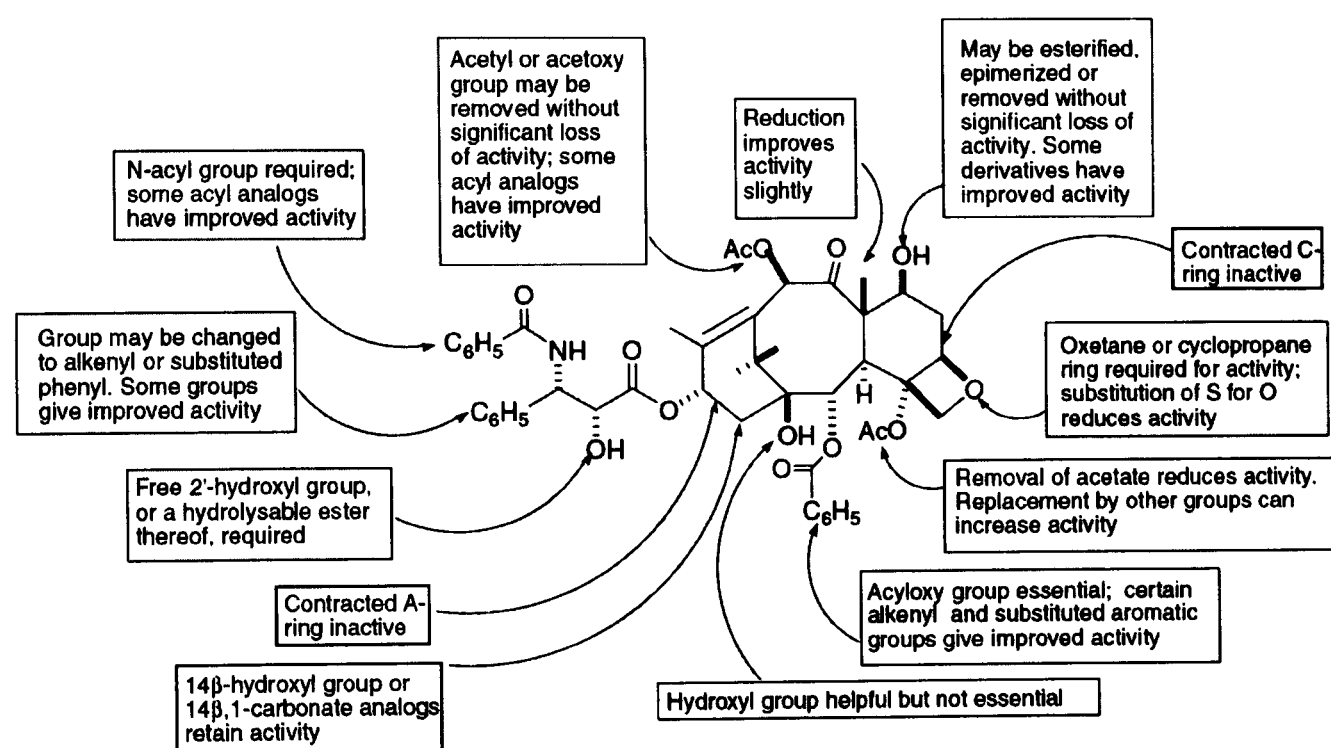 Acetyl or acetoxy
group may be
removed without
significant loss
of activity; some
acyl analogs
have improved
activity
Reduction
improves
activity
slightly
May be esterified,
epimerized or
removed without
significant loss of
activity. Some
derivatives have
improved activity
N-acyl group required;
some acyl analogs
have improved activity
Contracted C-
ring inactive
Group may be changed
to alkenyl or substituted
phenyl. Some groups
give improved activity
Oxetane or cyclopropane
ring required for activity;
substitution of S for O
reduces activity
AcO
O
OH
O
C6H5
NH
O
C6H5
O
OH
OH
H
O
AcO
O
O
C6H5
Free 2'-hydroxyl group,
or a hydrolysable ester
thereof, required
Removal of acetate reduces activity.
Replacement by other groups can
increase activity
Contracted A-
ring inactive
Acyloxy group essential; certain
alkenyl and substituted aromatic
groups give improved activity
14β-hydroxyl group or
14β,1-carbonate analogs
retain activity
Hydroxyl group helpful but not essential